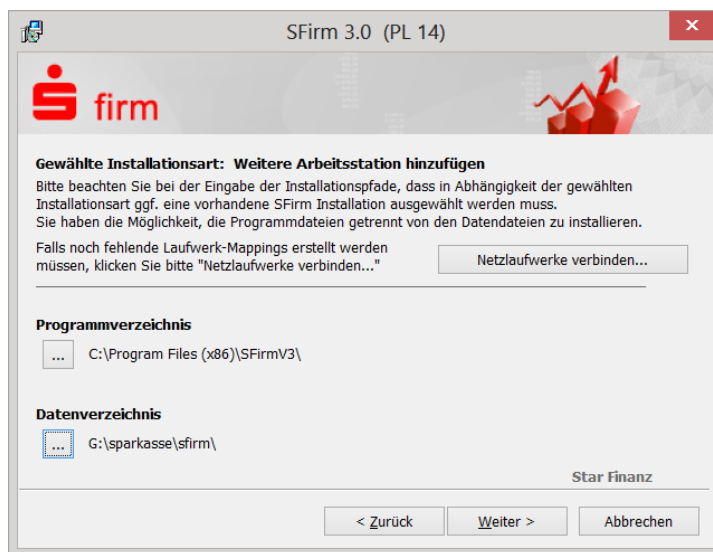 SFirm 3.0 (PL 14)
firm
Gewählte Installationsart: Weitere Arbeitsstation hinzufügen
Bitte beachten Sie bei der Eingabe der Installationspfade, dass in Abhängigkeit der gewählten
Installationsart ggf. eine vorhandene SFirm Installation ausgewählt werden muss.
Sie haben die Möglichkeit, die Programmdateien getrennt von den Datendateien zu installieren.
Falls noch fehlende Laufwerk-Mappings erstellt werden
müssen, klicken Sie bitte "Netzlaufwerke verbinden..."
Netzlaufwerke verbinden...
Programmverzeichnis
... C:\Program Files (x86)\SFirmV3\
Datenverzeichnis
... G:\sparkasse\sfirm\
Star Finanz
< Zurück Weiter > Abbrechen